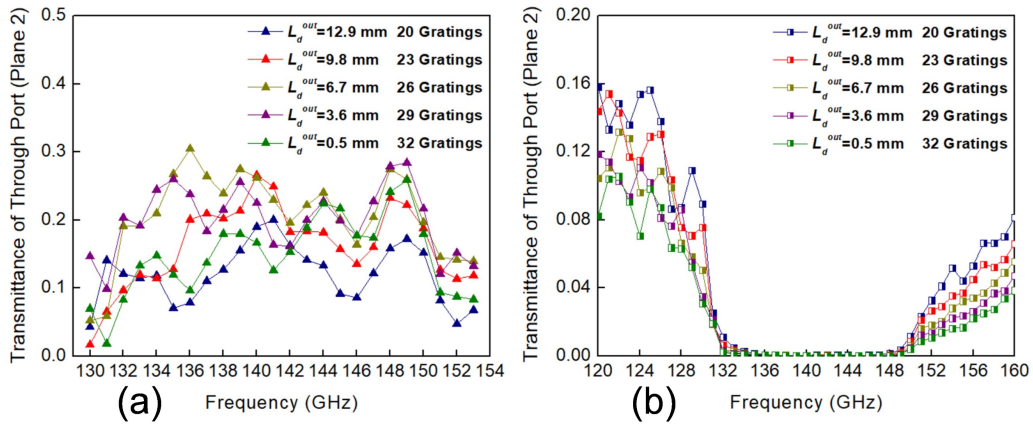 Transmittance of Through Port (Plane 2)
0.5
0.4
0.3
0.2
0.1
0.0
L_d^out=12.9 mm 20 Gratings
L_d^out=9.8 mm 23 Gratings
L_d^out=6.7 mm 26 Gratings
L_d^out=3.6 mm 29 Gratings
L_d^out=0.5 mm 32 Gratings
130 132 134 136 138 140 142 144 146 148 150 152 154
Frequency (GHz)
(a)
Transmittance of Through Port (Plane 2)
0.20
0.16
0.12
0.08
0.04
0.00
L_d^out=12.9 mm 20 Gratings
L_d^out=9.8 mm 23 Gratings
L_d^out=6.7 mm 26 Gratings
L_d^out=3.6 mm 29 Gratings
L_d^out=0.5 mm 32 Gratings
120 124 128 132 136 140 144 148 152 156 160
Frequency (GHz)
(b)